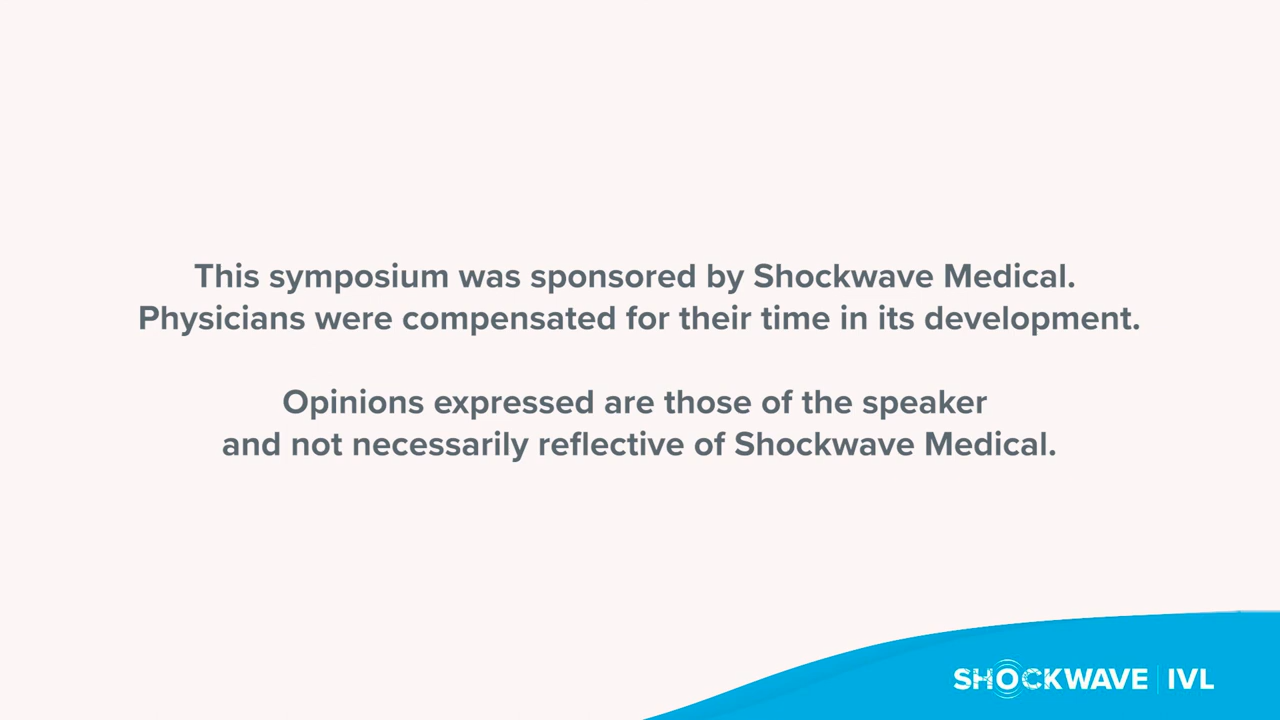 This symposium was sponsored by Shockwave Medical.
Physicians were compensated for their time in its development.
Opinions expressed are those of the speaker
and not necessarily reflective of Shockwave Medical.
SHOCKWAVE | IVL